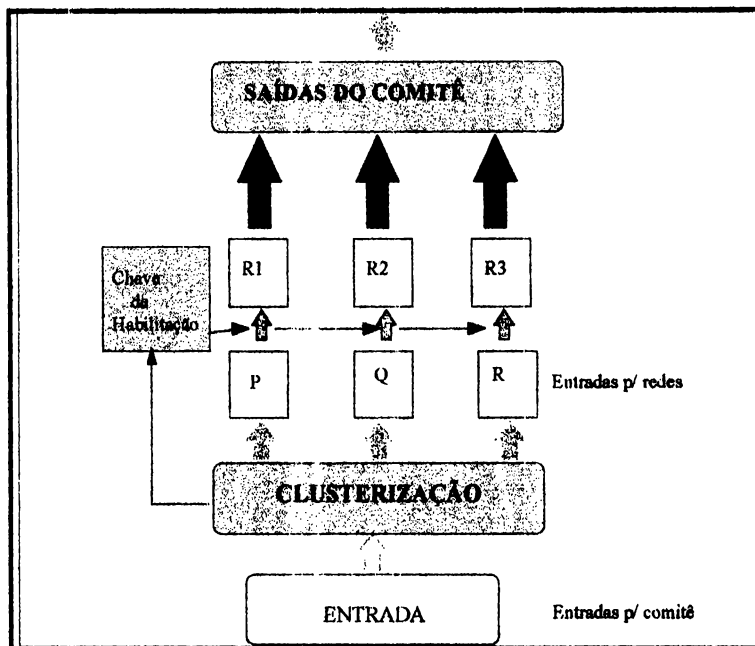 SAÍDAS DO COMITÊ
R1
R2
R3
Chave
da
Habilitação
P
Q
R
Entradas p/ redes
CLUSTERIZAÇÃO
ENTRADA
Entradas p/ comitê